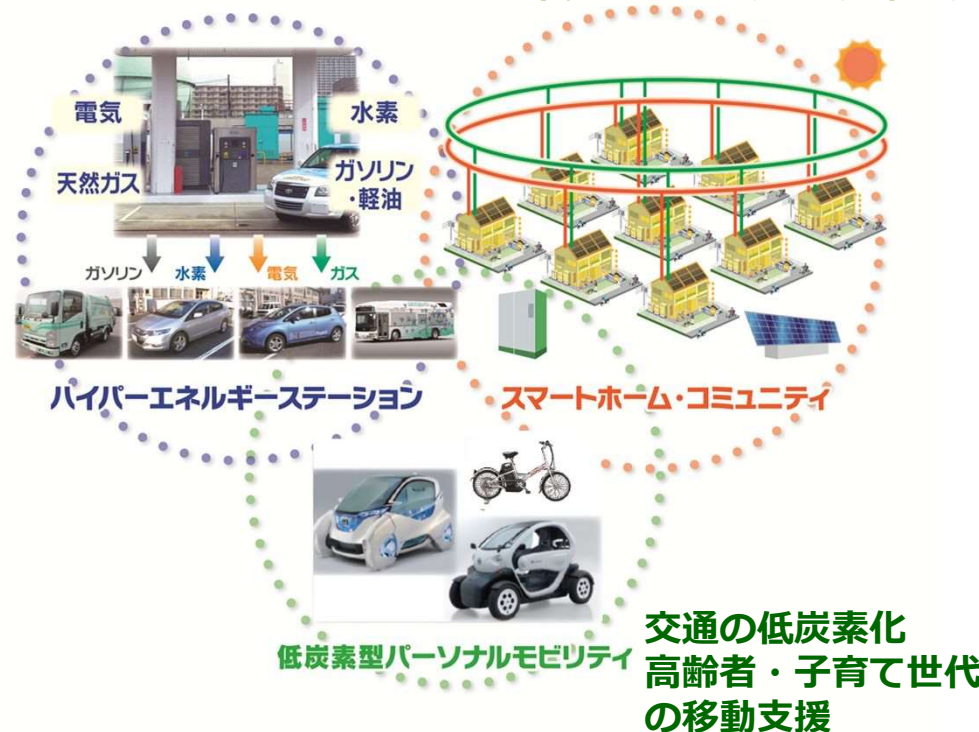 電気
水素
天然ガス
ガソリン
・軽油
ガソリン
水素
電気
ガス
ハイパーエネルギーステーション
スマートホーム・コミュニティ
低炭素型パーソナルモビリティ
交通の低炭素化
高齢者・子育て世代
の移動支援